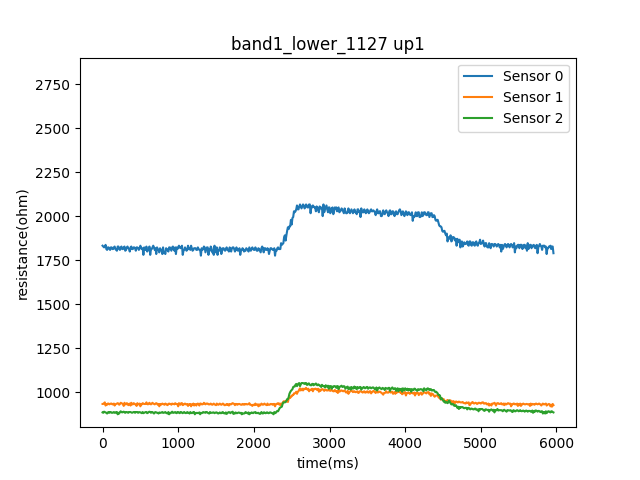 band1_lower_1127 up1
Sensor 0
Sensor 1
Sensor 2
2750
2500
2250
2000
1750
1500
1250
1000
resistance(ohm)
0 1000 2000 3000 4000 5000 6000
time(ms)